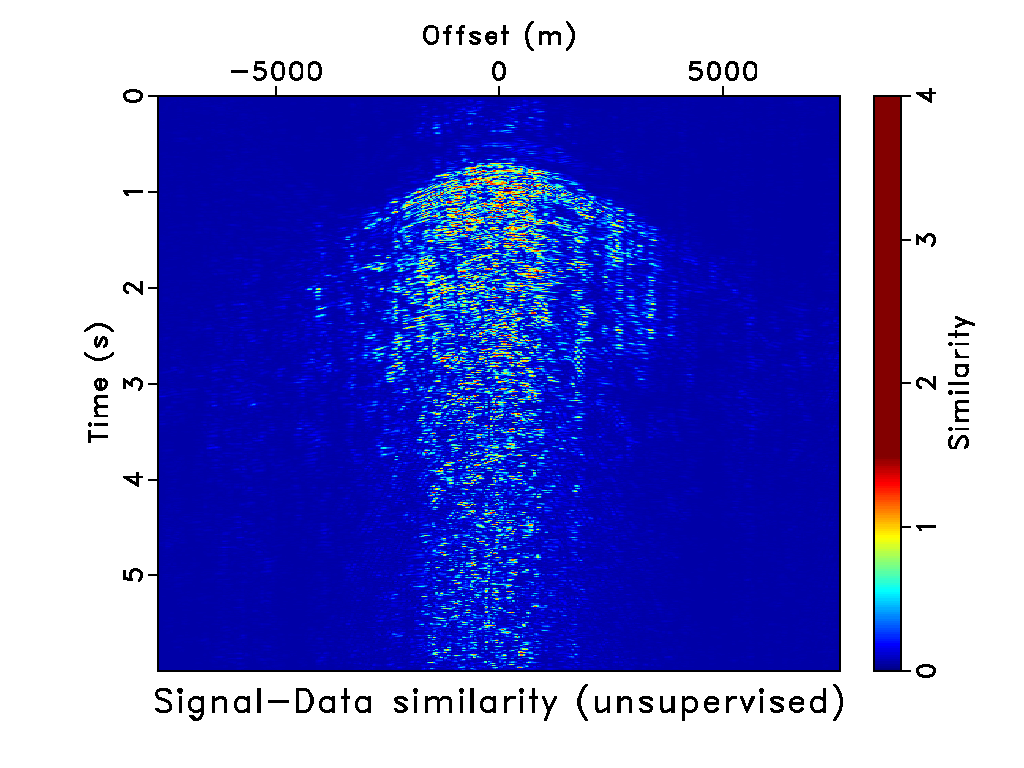 Offset (m)
−5000 0 5000
0
1
2
3
4
5
Time (s)
4
3
2
1
0
Similarity
Signal−Data similarity (unsupervised)